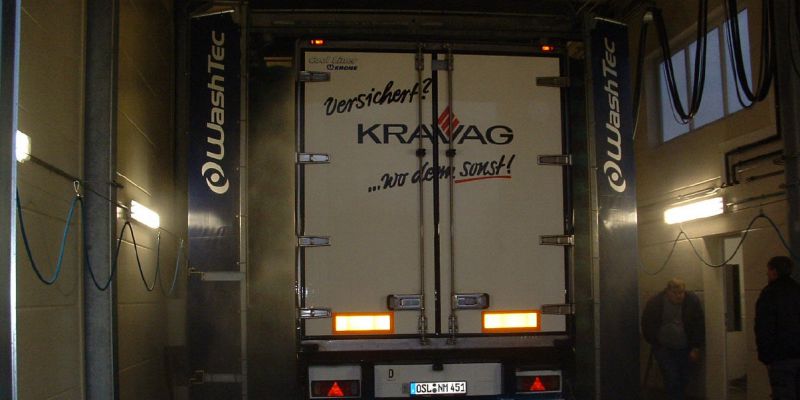 WashTec
WashTec
Cool Liner
KRONE
Versichert?
KRAVAG
...wo denn sonst!
D
OSL NM 451